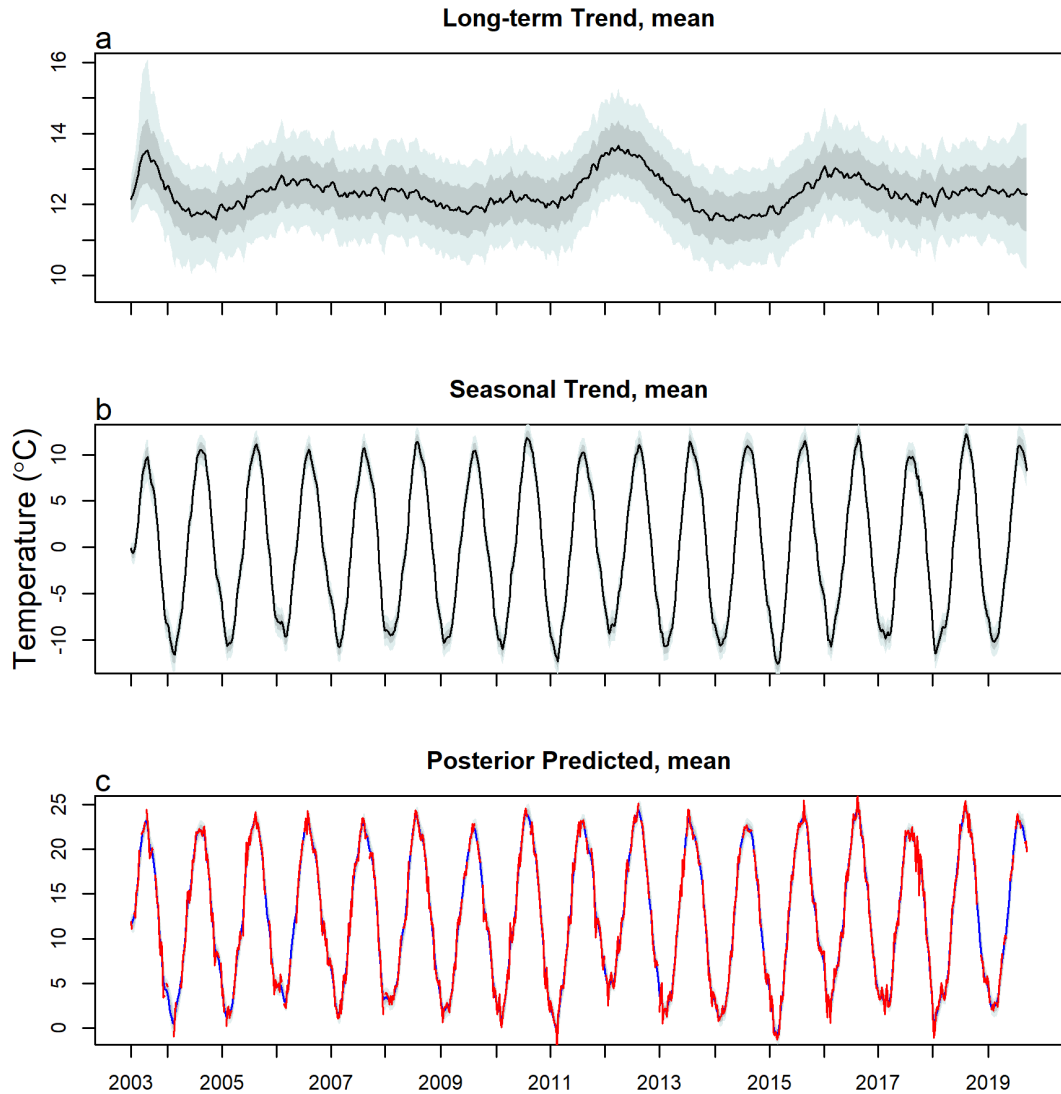 Long-term Trend, mean
a
16
14
12
10
Seasonal Trend, mean
b
10
5
0
-5
-10
Temperature (°C)
Posterior Predicted, mean
c
25
20
15
10
5
0
2003 2005 2007 2009 2011 2013 2015 2017 2019